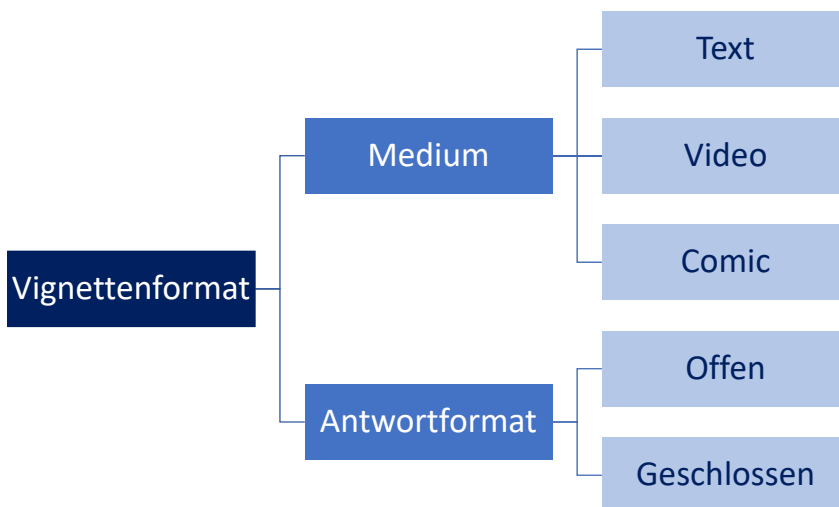 Vignettenformat
Medium
Text
Video
Comic
Antwortformat
Offen
Geschlossen